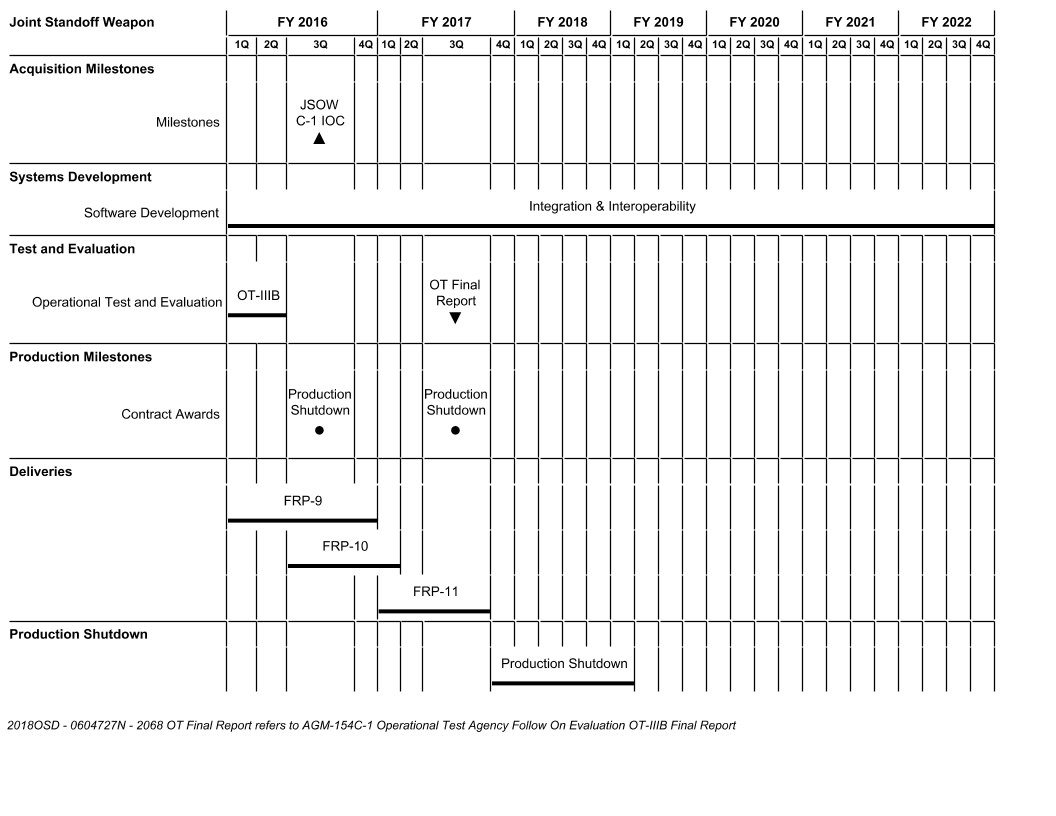 Joint Standoff Weapon FY 2016 FY 2017 FY 2018 FY 2019 FY 2020 FY 2021 FY 2022
1Q 2Q 3Q 4Q 1Q 2Q 3Q 4Q 1Q 2Q 3Q 4Q 1Q 2Q 3Q 4Q 1Q 2Q 3Q 4Q 1Q 2Q 3Q 4Q 1Q 2Q 3Q 4Q
Acquisition Milestones
JSOW
C-1 IOC
Milestones
Systems Development
Integration & Interoperability
Software Development
Test and Evaluation
OT Final
Report
OT-IIIB
Operational Test and Evaluation
Production Milestones
Production Production
Shutdown Shutdown
Contract Awards
Deliveries
FRP-9
FRP-10
FRP-11
Production Shutdown
Production Shutdown
2018OSD - 0604727N - 2068 OT Final Report refers to AGM-154C-1 Operational Test Agency Follow On Evaluation OT-IIIB Final Report